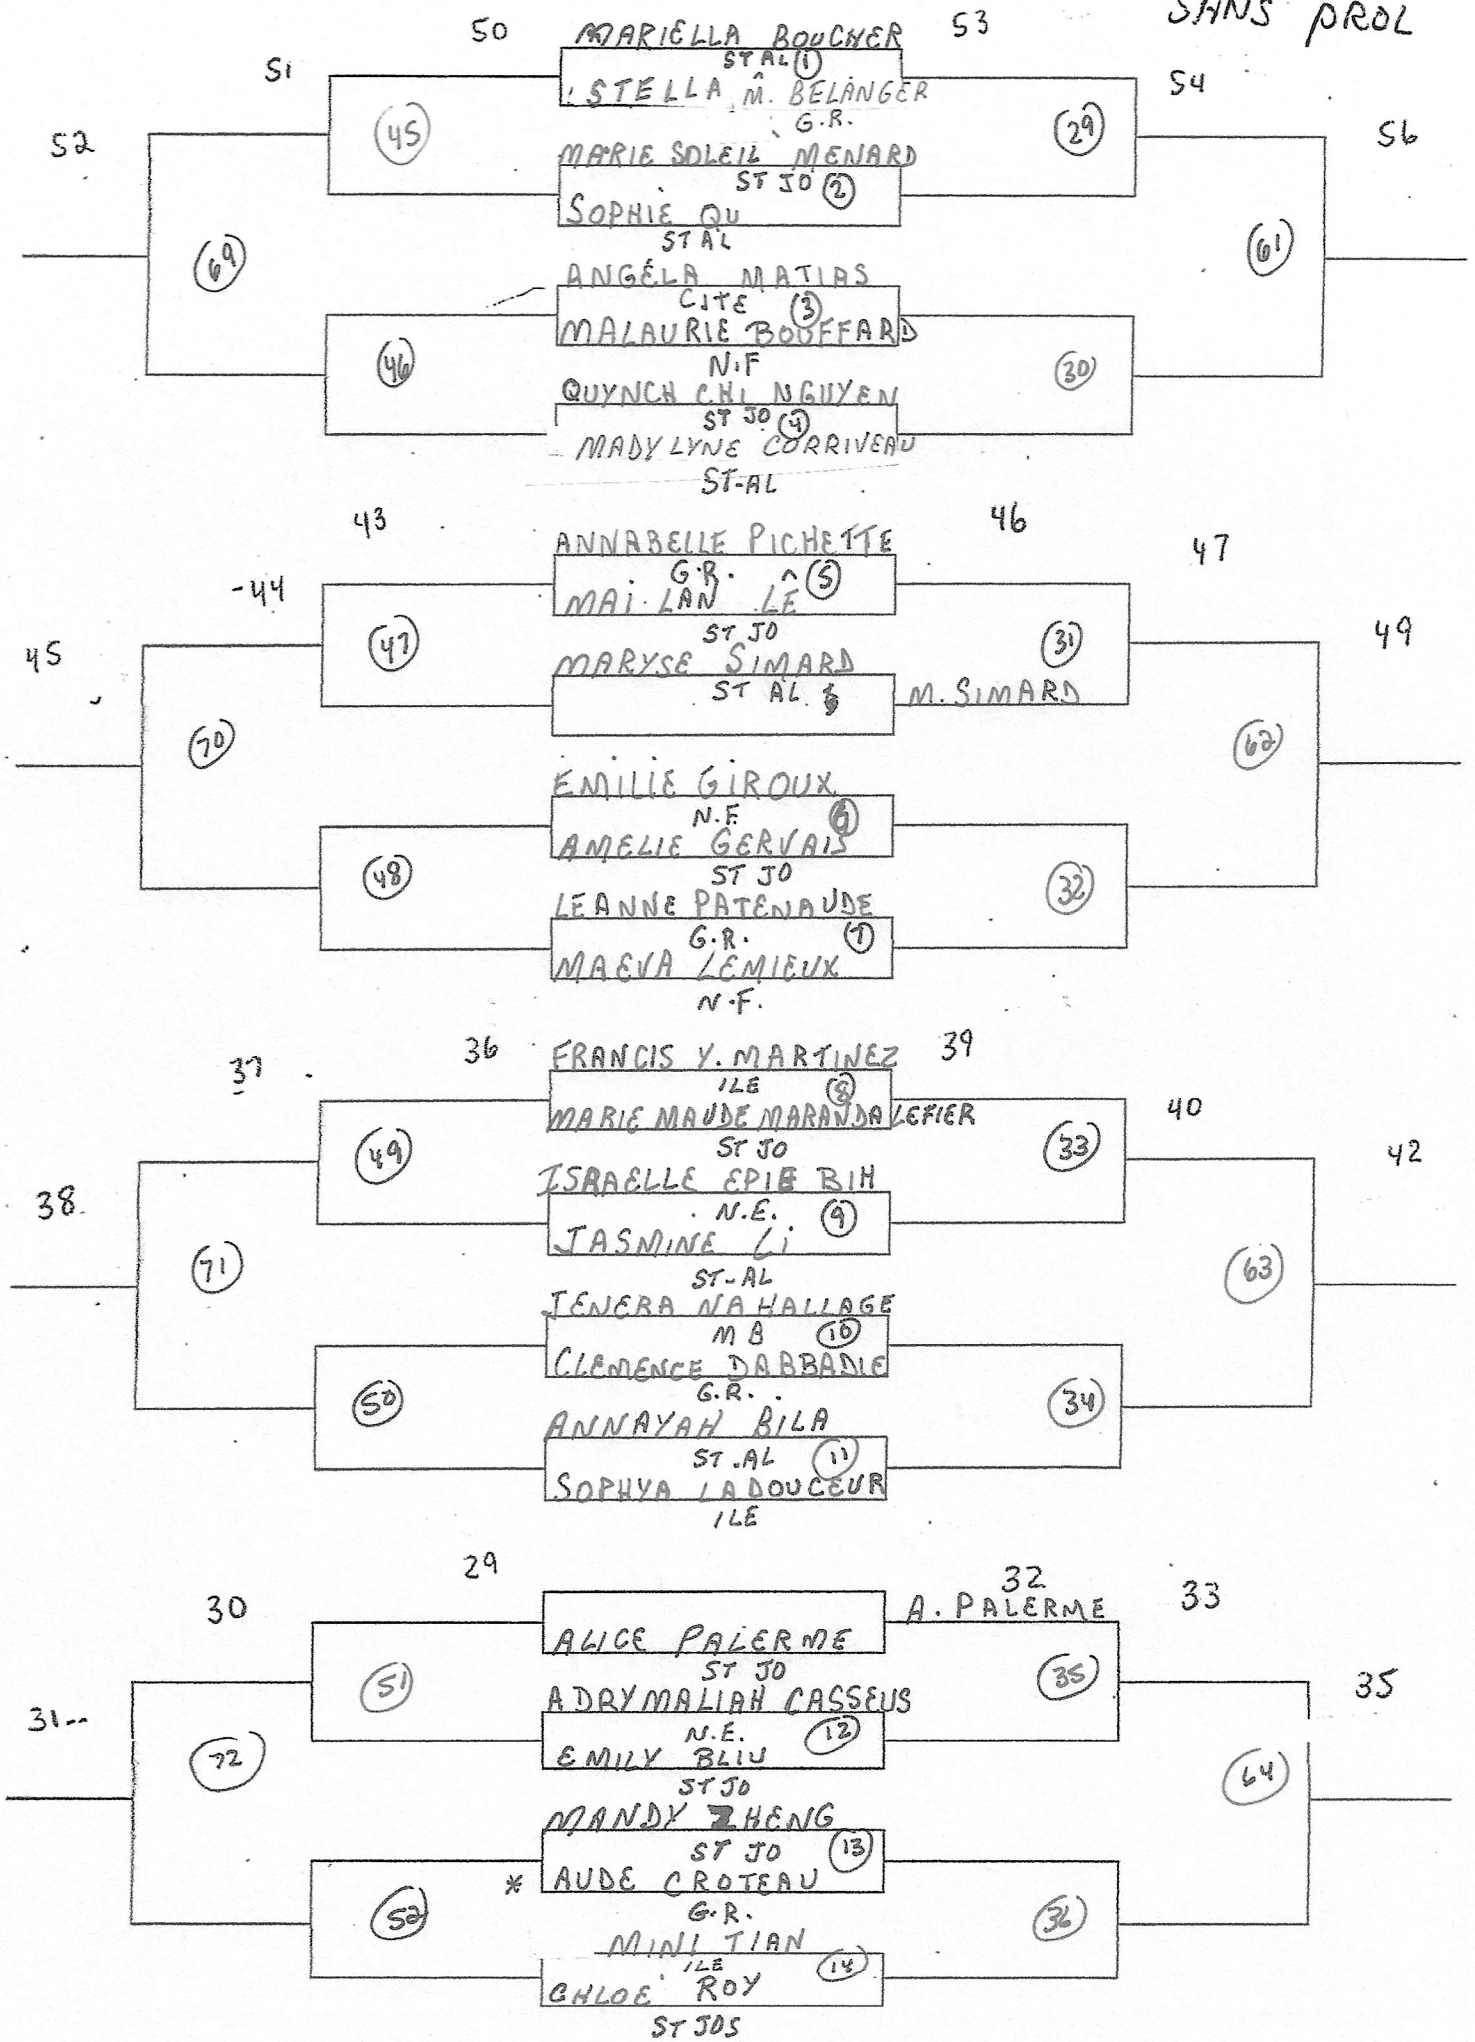 SANS PROL
50 MARIELLA BOUCHER 53
51 ST AL 1 54
STELLA M. BELANGER
52 45 G.R. 29 56
MARIE SOLEIL MENARD
ST JO 2
SOPHIE QU
69 ST AL 61
ANGÉLA MATIAS
CITE 3
MALAURIE BOUFFARD
46 N.F 30
QUYNCH CHI NGUYEN
ST JO 4
MADYLYNE CORRIVEAU
ST-AL
43 46
ANNABELLE PICHETTE 47
-44 G.R. 5
MAI.LAN LÊ
45 47 ST JO 31 49
MARYSE SIMARD
ST AL M. SIMARD
70 62
EMILIE GIROUX
N.F. 6
AMELIE GERVAIS
48 ST JO 32
LEANNE PATENAUDE
G.R. 7
MAEVA LEMIEUX
N.F.
37 36 FRANCIS Y. MARTINEZ 39
ILE 8 40
MARIE MAUDE MARANDA LEFIER
49 ST JO 33 42
ISRAELLE EPIE BIH
38 N.E. 9
JASMINE Li
71 ST-AL 63
JENERA NAHALLAGE
MB 10
CLEMENCE DABBADIE
50 G.R. 34
ANNAYAH BILA
ST.AL 11
SOPHYA LADOUCEUR
ILE
29 32
30 A. PALERME 33
ALICE PALERME
51 ST JO 35 35
ADRYMALIAH CASSEUS
31-- N.E. 12
EMILY BLIU
72 ST JO 64
MANDY ZHENG
ST JO 13
* AUDE CROTEAU
52 G.R. 36
MINI TIAN
ILE 14
CHLOE ROY
ST JOS